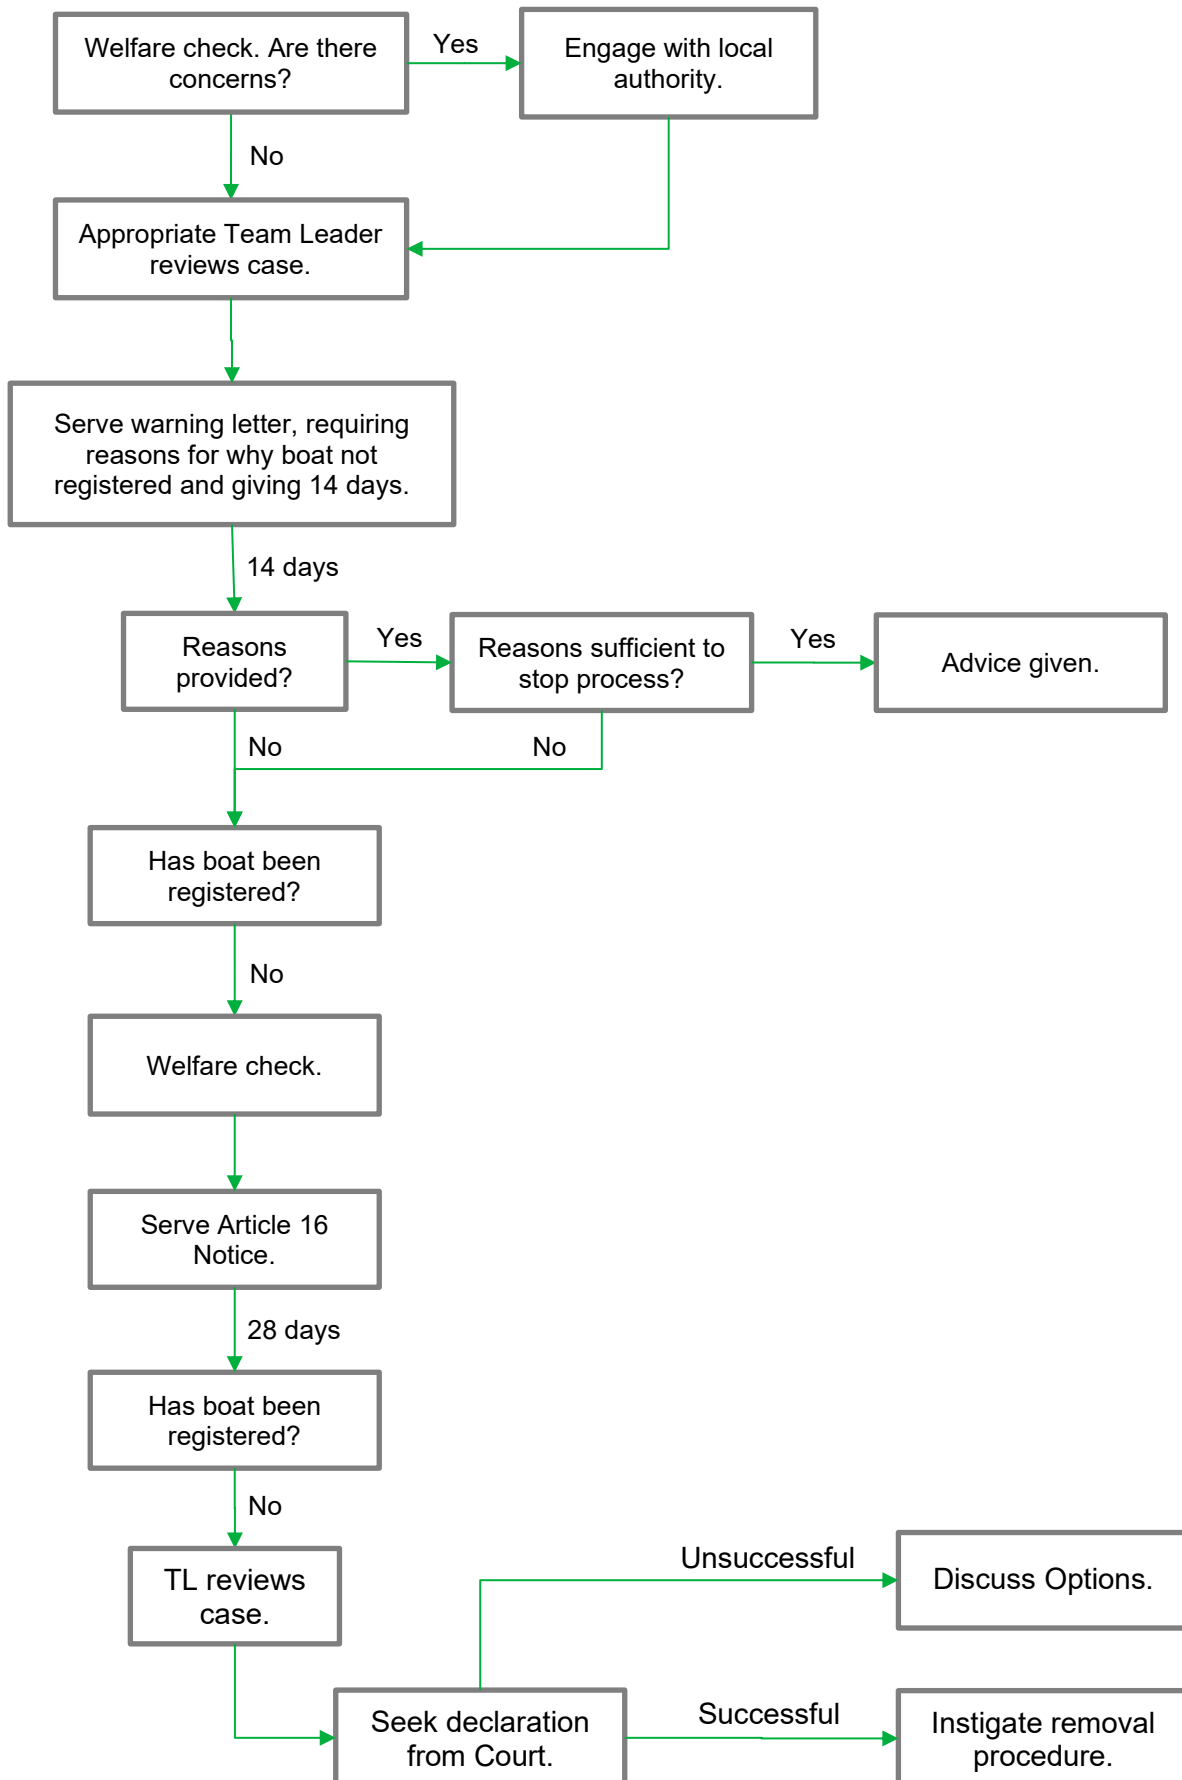 Welfare check. Are there
concerns?
Yes
Engage with local
authority.
No
Appropriate Team Leader
reviews case.
Serve warning letter, requiring
reasons for why boat not
registered and giving 14 days.
14 days
Reasons
provided?
Yes
Reasons sufficient to
stop process?
Yes
Advice given.
No
No
Has boat been
registered?
No
Welfare check.
Serve Article 16
Notice.
28 days
Has boat been
registered?
No
TL reviews
case.
Unsuccessful
Discuss Options.
Seek declaration
from Court.
Successful
Instigate removal
procedure.